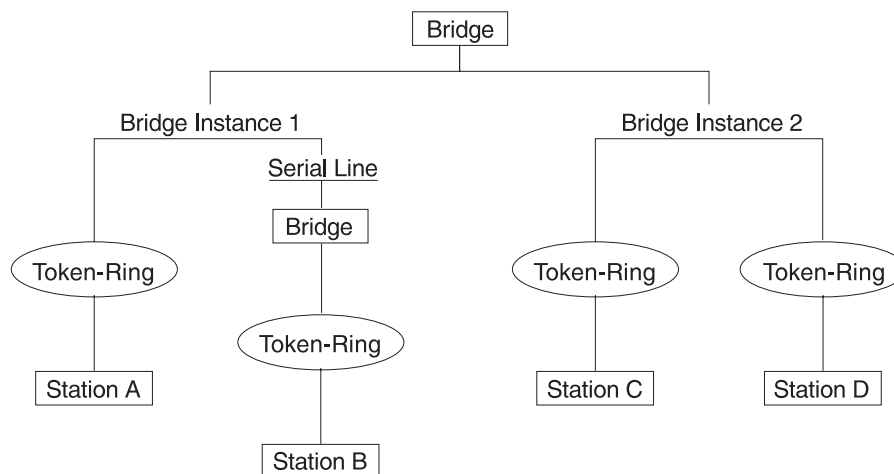 Bridge
Bridge Instance 1
Bridge Instance 2
Serial Line
Bridge
Token-Ring
Token-Ring
Token-Ring
Token-Ring
Station A
Station C
Station D
Station B